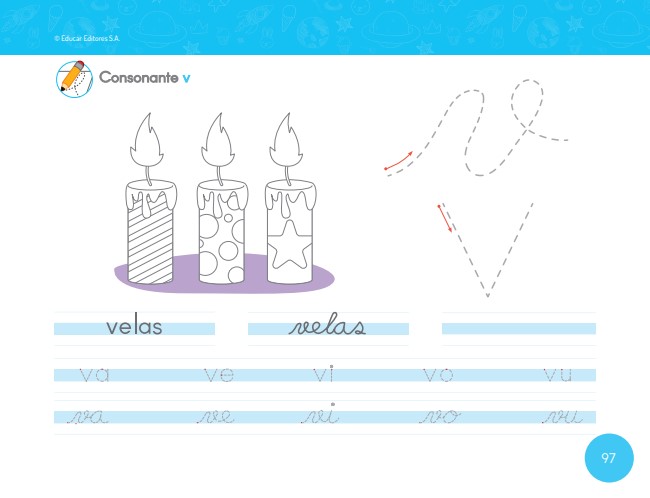 © Educar Editores S.A.
Consonante v
v
v
velas velas
va ve vi vo vu
va ve vi vo vu
97